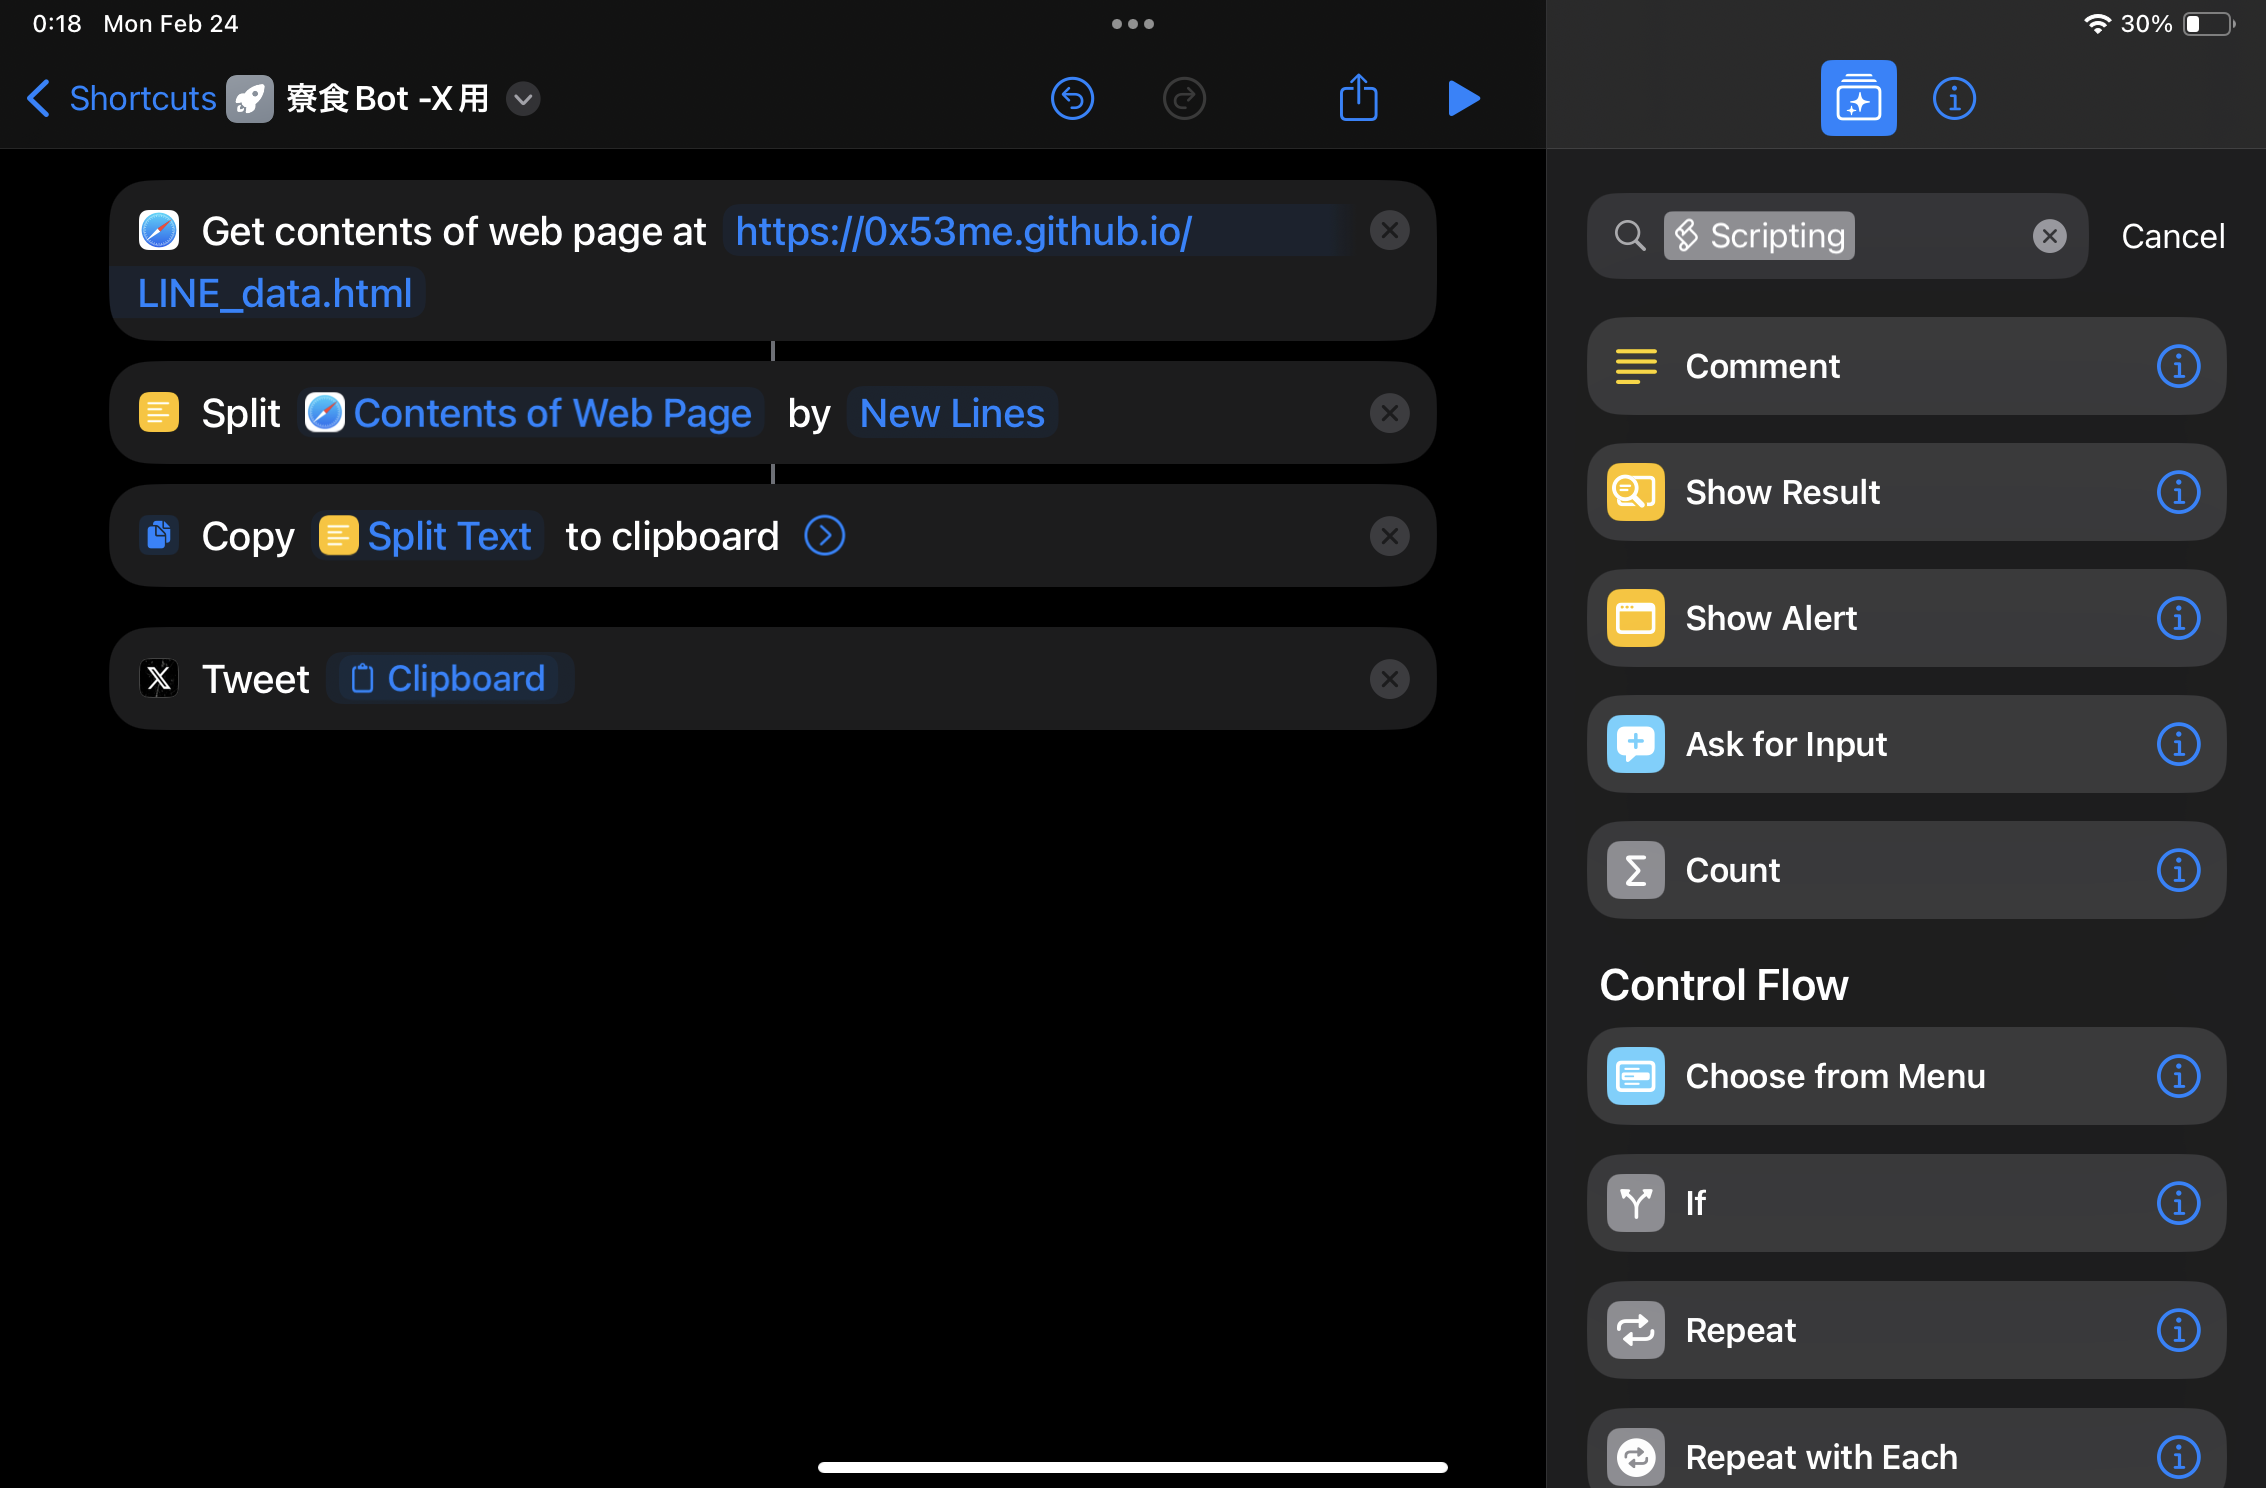 0:18 Mon Feb 24
30%
Shortcuts 寮食Bot -X用
Get contents of web page at https://0x53me.github.io/
LINE_data.html
Split Contents of Web Page by New Lines
Copy Split Text to clipboard
Tweet Clipboard
Scripting
Cancel
Comment
Show Result
Show Alert
Ask for Input
Count
Control Flow
Choose from Menu
If
Repeat
Repeat with Each